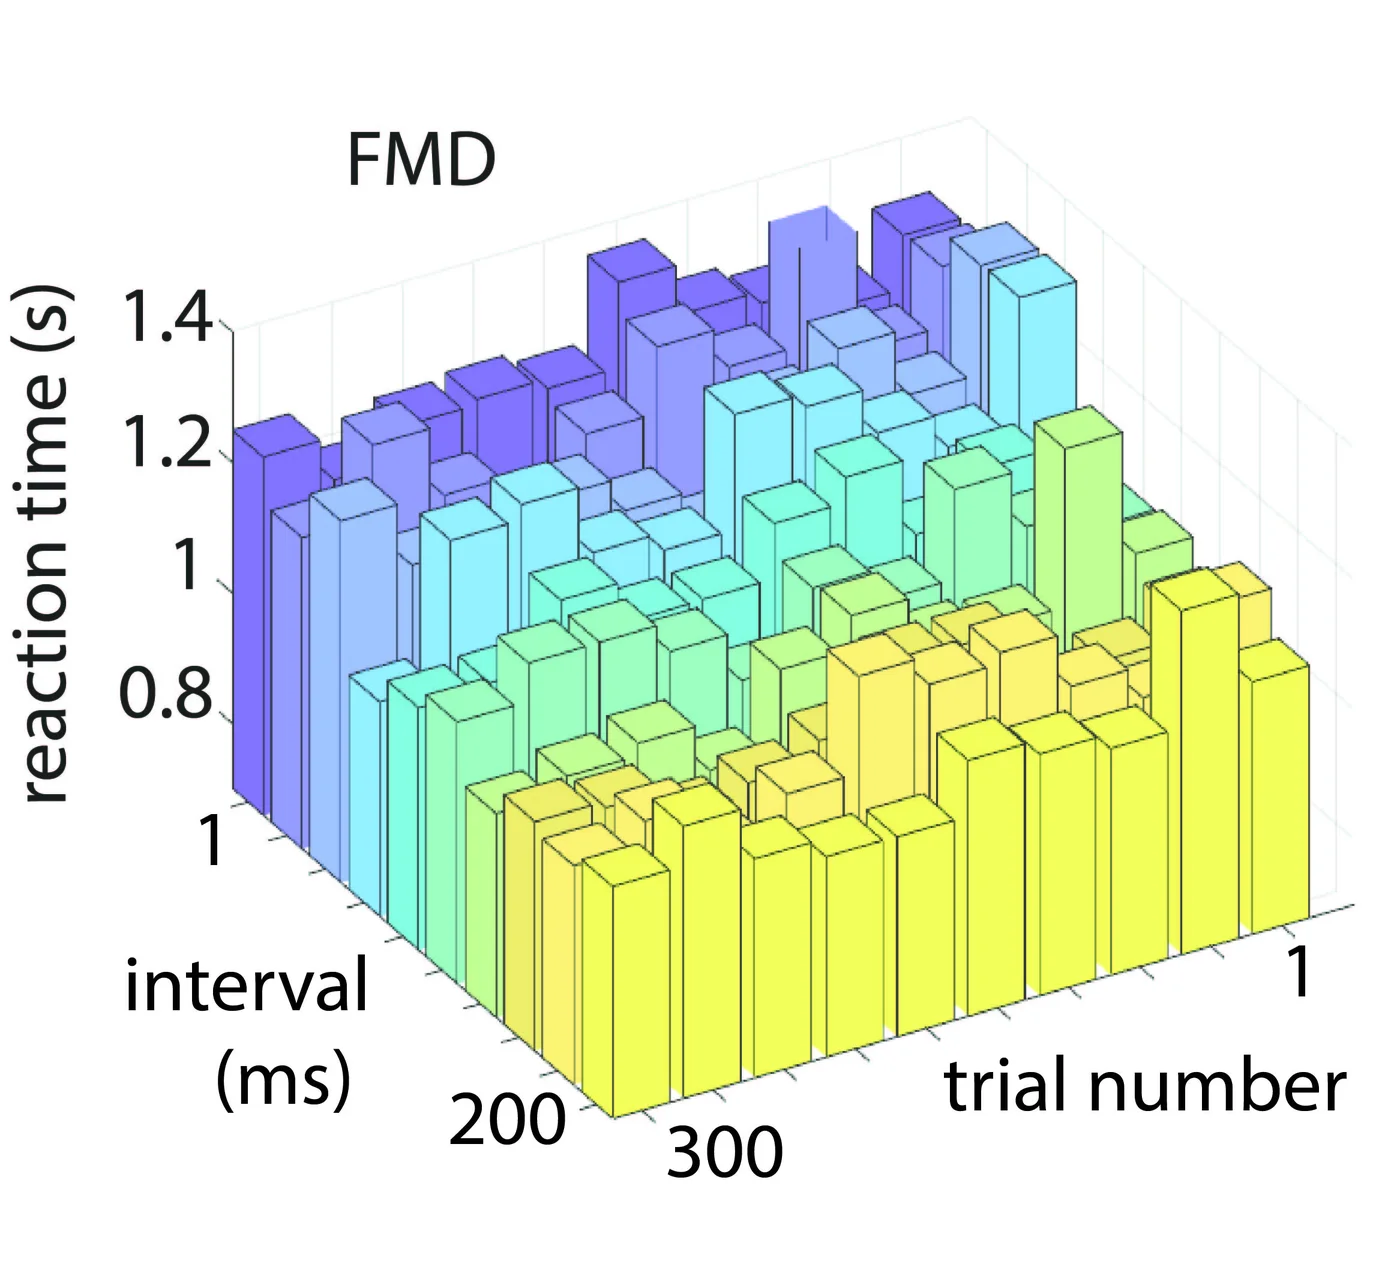 FMD
reaction time (s)
1.4
1.2
1
0.8
1
interval
(ms)
200
300
trial number
1